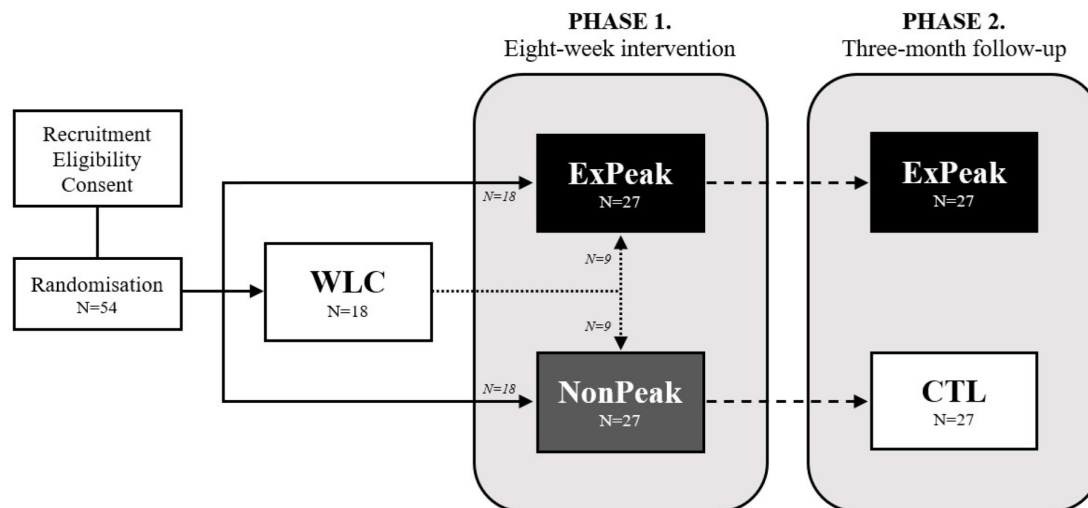 PHASE 1.
Eight-week intervention
PHASE 2.
Three-month follow-up
Recruitment
Eligibility
Consent
Randomisation
N=54
WLC
N=18
N=18
ExPeak
N=27
N=9
N=9
N=18
NonPeak
N=27
ExPeak
N=27
CTL
N=27